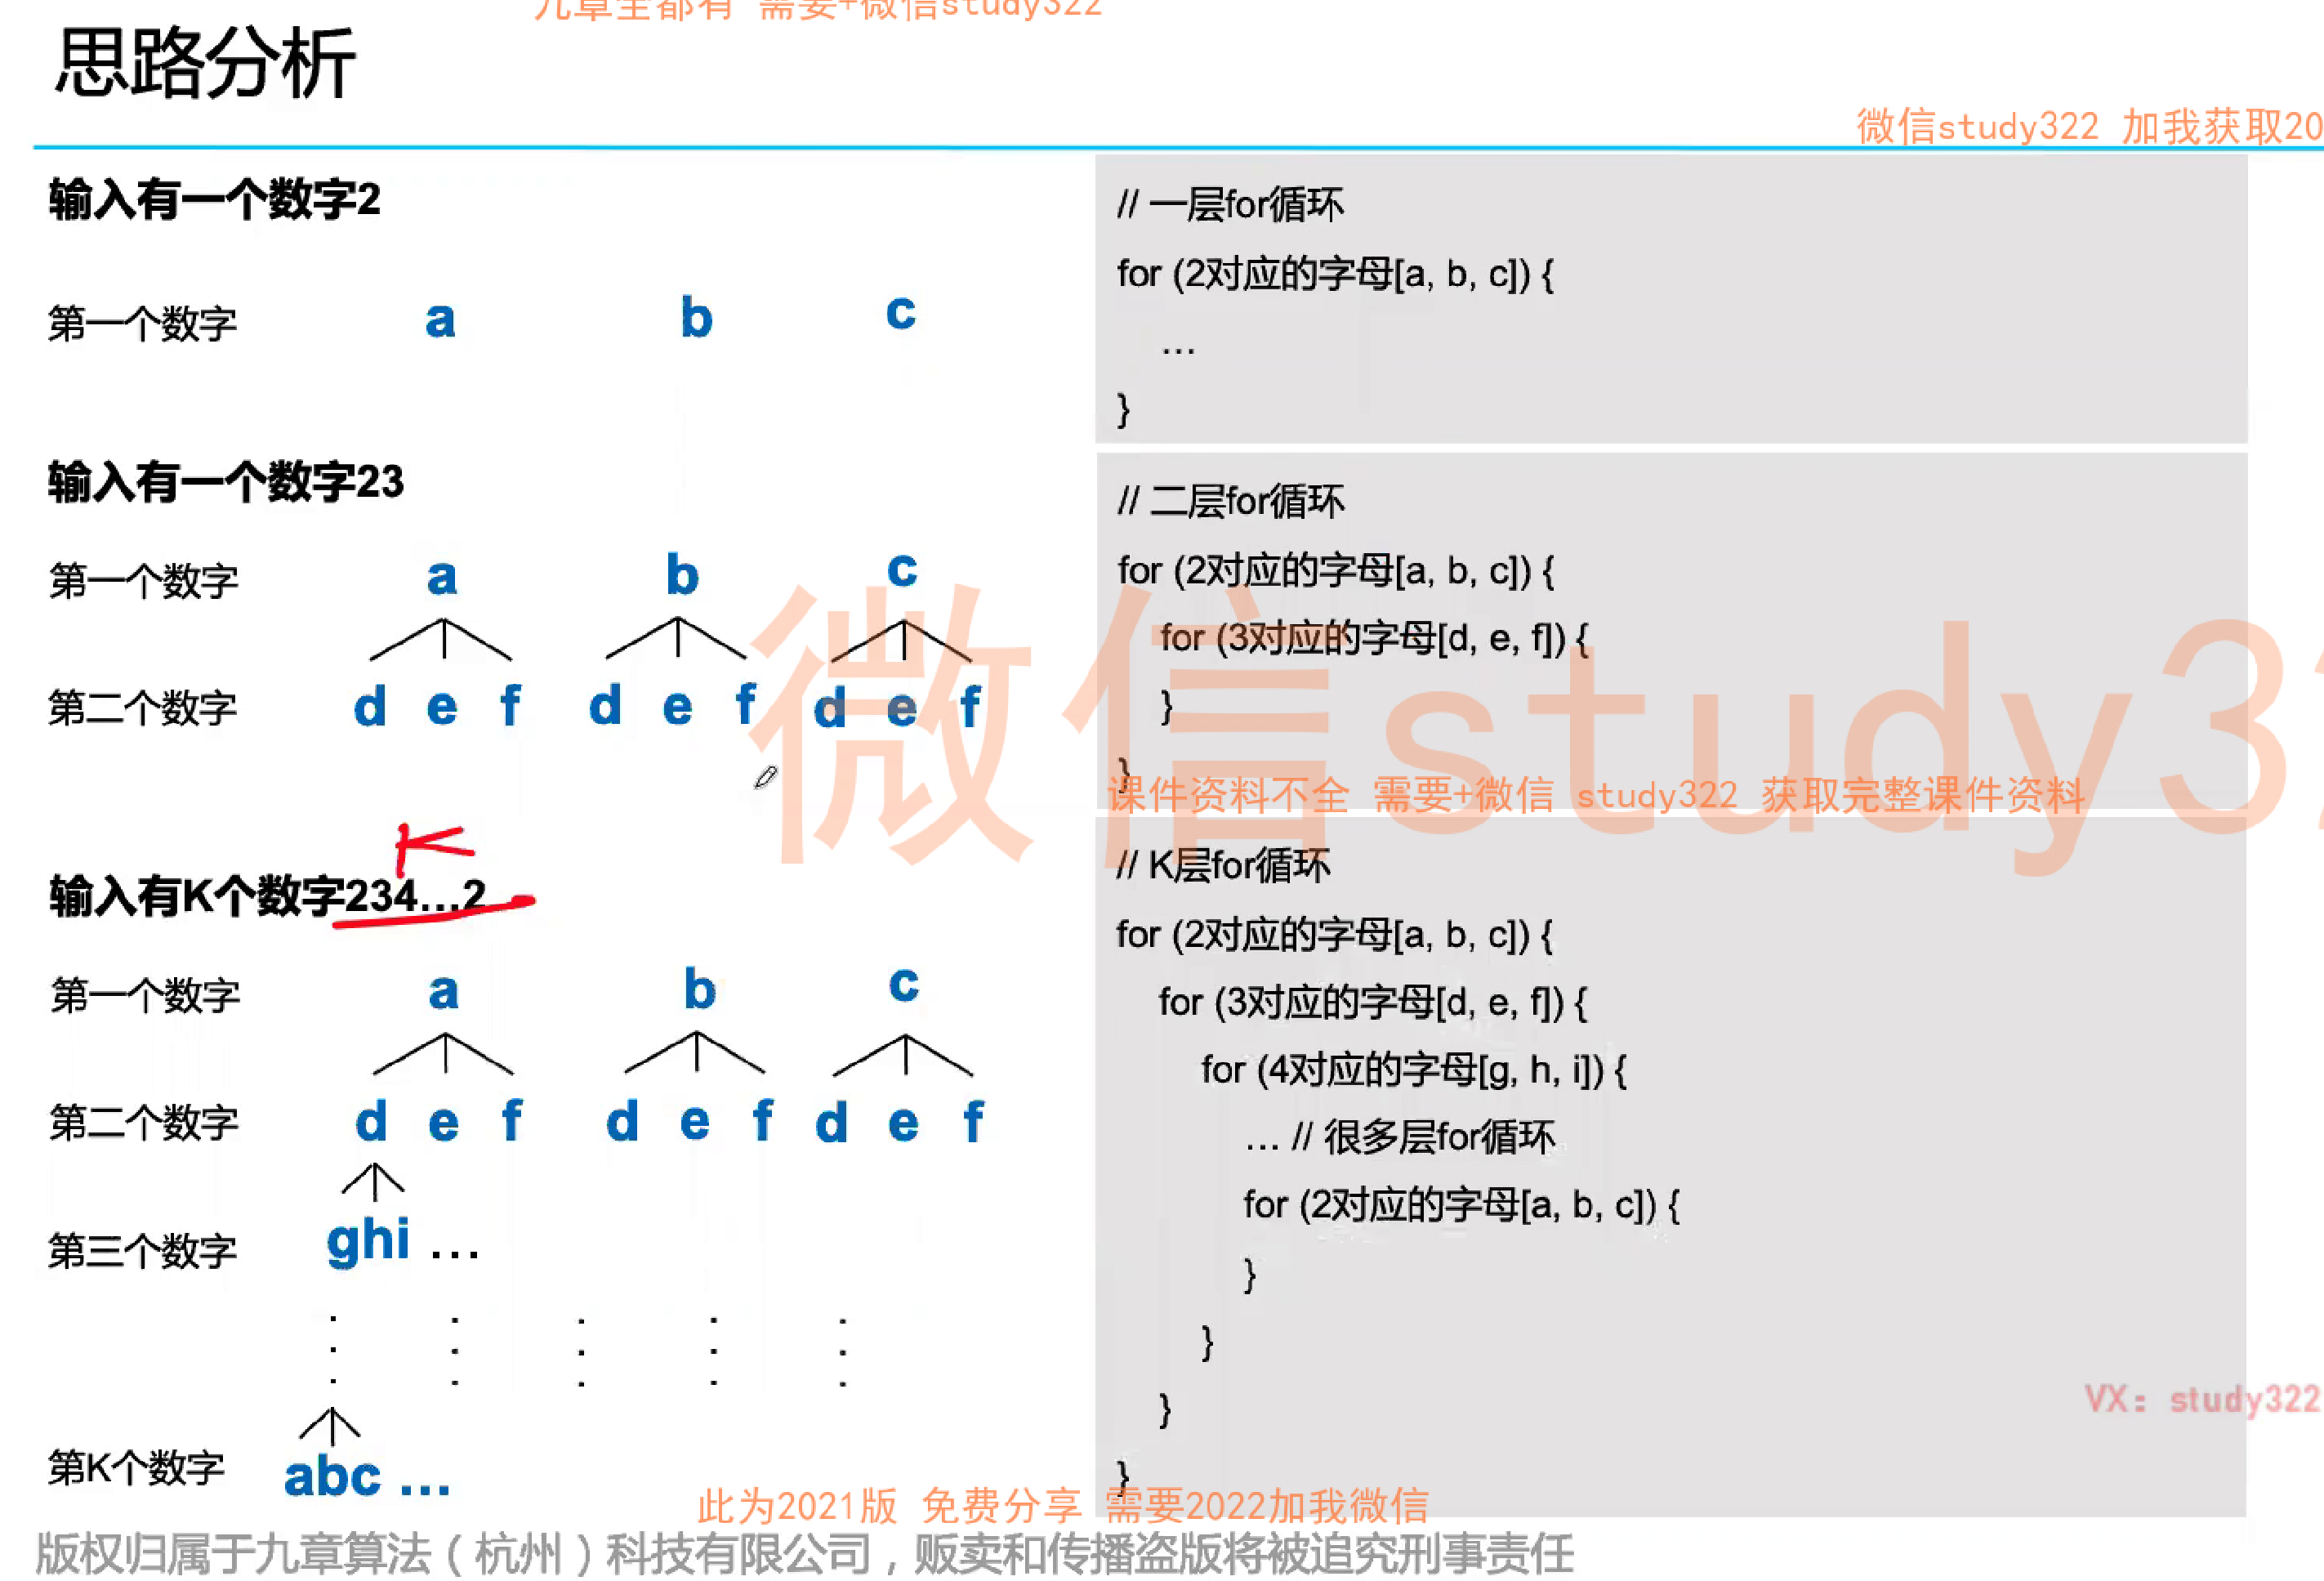 九章全部有 需要+微信study322
思路分析
微信study322 加我获取20
输入有一个数字2
第一个数字 a b c
// 一层for循环
for (2对应的字母[a, b, c]) {
...
}
输入有一个数字23
第一个数字 a b c
第二个数字 d e f d e f d e f
// 二层for循环
for (2对应的字母[a, b, c]) {
for (3对应的字母[d, e, f]) {
}
}
微信study32
课件资料不全 需要+微信 study322 获取完整课件资料
K
输入有K个数字234...2
第一个数字 a b c
第二个数字 d e f d e f d e f
第三个数字 ghi ...
第K个数字 abc ...
// K层for循环
for (2对应的字母[a, b, c]) {
for (3对应的字母[d, e, f]) {
for (4对应的字母[g, h, i]) {
... // 很多层for循环
for (2对应的字母[a, b, c]) {
}
}
}
}
VX: study322
此为2021版 免费分享 需要2022加我微信
版权归属于九章算法（杭州）科技有限公司，贩卖和传播盗版将被追究刑事责任